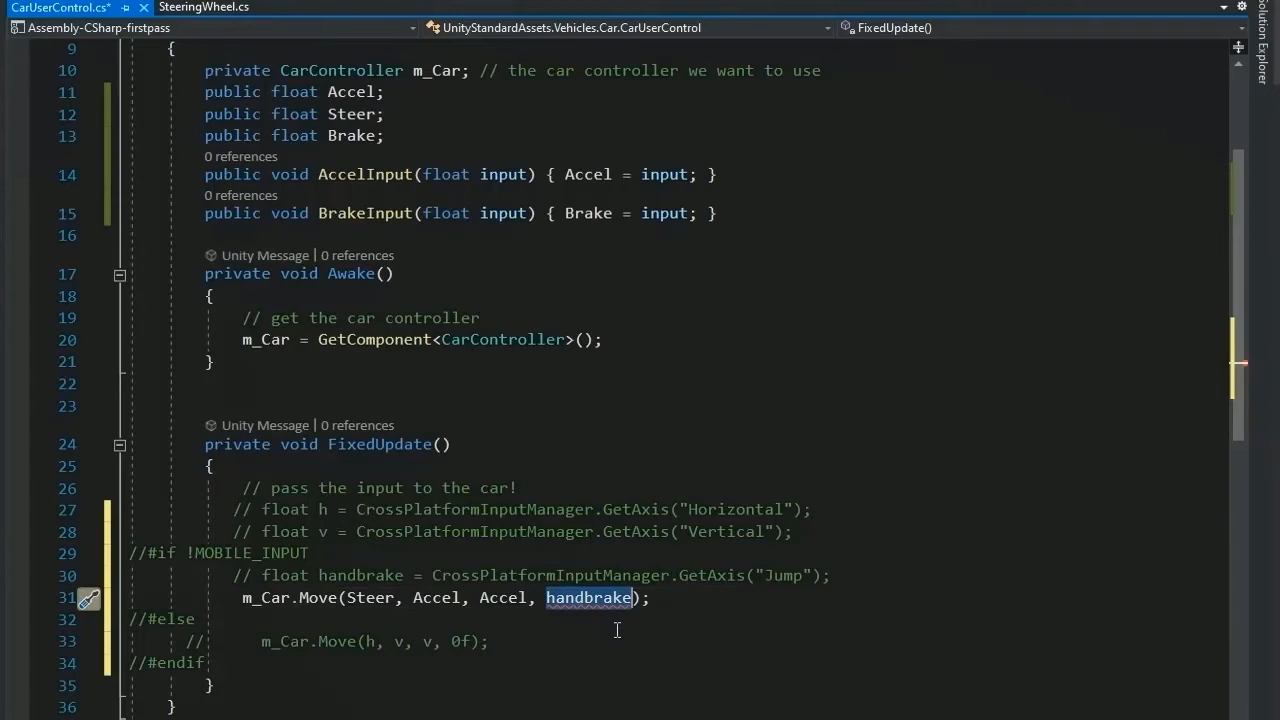 CarUserControl.cs* SteeringWheel.cs
Assembly-CSharp-firstpass UnityStandardAssets.Vehicles.Car.CarUserControl FixedUpdate()
Solution Explorer
9 {
10 private CarController m_Car; // the car controller we want to use
11 public float Accel;
12 public float Steer;
13 public float Brake;
0 references
14 public void AccelInput(float input) { Accel = input; }
0 references
15 public void BrakeInput(float input) { Brake = input; }
16
Unity Message | 0 references
17 private void Awake()
18 {
19 // get the car controller
20 m_Car = GetComponent<CarController>();
21 }
22
23
Unity Message | 0 references
24 private void FixedUpdate()
25 {
26 // pass the input to the car!
27 // float h = CrossPlatformInputManager.GetAxis("Horizontal");
28 // float v = CrossPlatformInputManager.GetAxis("Vertical");
29 //#if !MOBILE_INPUT
30 // float handbrake = CrossPlatformInputManager.GetAxis("Jump");
31 m_Car.Move(Steer, Accel, Accel, handbrake);
32 //#else
33 // m_Car.Move(h, v, v, 0f);
34 //#endif
35 }
36 }